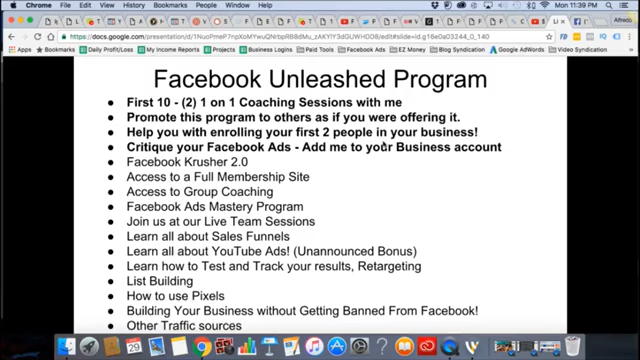 Chrome File Edit View History Bookmarks People Window Help
Mon 11:39 PM
Alfredo
Apps Bookmarks Daily Profit/Loss My Income Reports Projects Business Logins Paid Tools Facebook Ads EZ Money Blog Syndication Google AdWords Other Bookmarks
Facebook Unleashed Program
● First 10 - (2) 1 on 1 Coaching Sessions with me
● Promote this program to others as if you were offering it.
● Help you with enrolling your first 2 people in your business!
● Critique your Facebook Ads - Add me to your Business account
● Facebook Krusher 2.0
● Access to a Full Membership Site
● Access to Group Coaching
● Facebook Ads Mastery Program
● Join us at our Live Team Sessions
● Learn all about Sales Funnels
● Learn all about YouTube Ads! (Unannounced Bonus)
● Learn how to Test and Track your results, Retargeting
● List Building
● How to use Pixels
● Building Your Business without Getting Banned From Facebook!
● Other Traffic sources